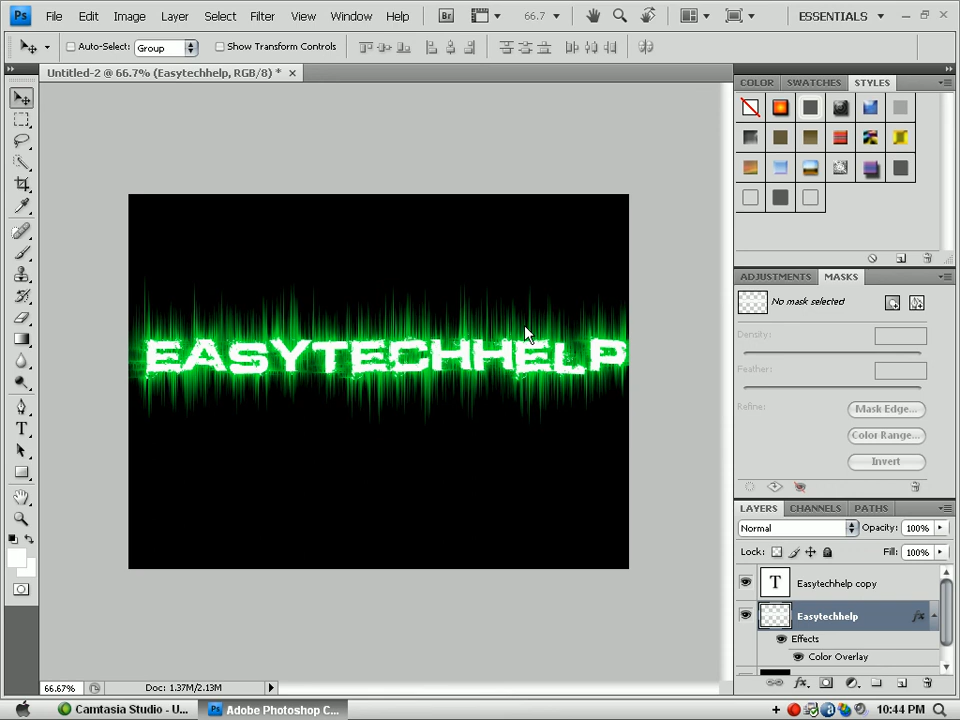 Ps File Edit Image Layer Select Filter View Window Help Br 66.7 ESSENTIALS
Auto-Select: Group Show Transform Controls
Untitled-2 @ 66.7% (Easytechhelp, RGB/8) * ×
COLOR SWATCHES STYLES
ADJUSTMENTS MASKS
No mask selected
Density:
Feather:
Refine:
Mask Edge...
Color Range...
Invert
EASYTECHHELP
LAYERS CHANNELS PATHS
Normal Opacity: 100%
Lock: Fill: 100%
T Easytechhelp copy
Easytechhelp fx
Effects
Color Overlay
66.67% Doc: 1.37M/2.13M
Camtasia Studio - U... Ps Adobe Photoshop C... 10:44 PM